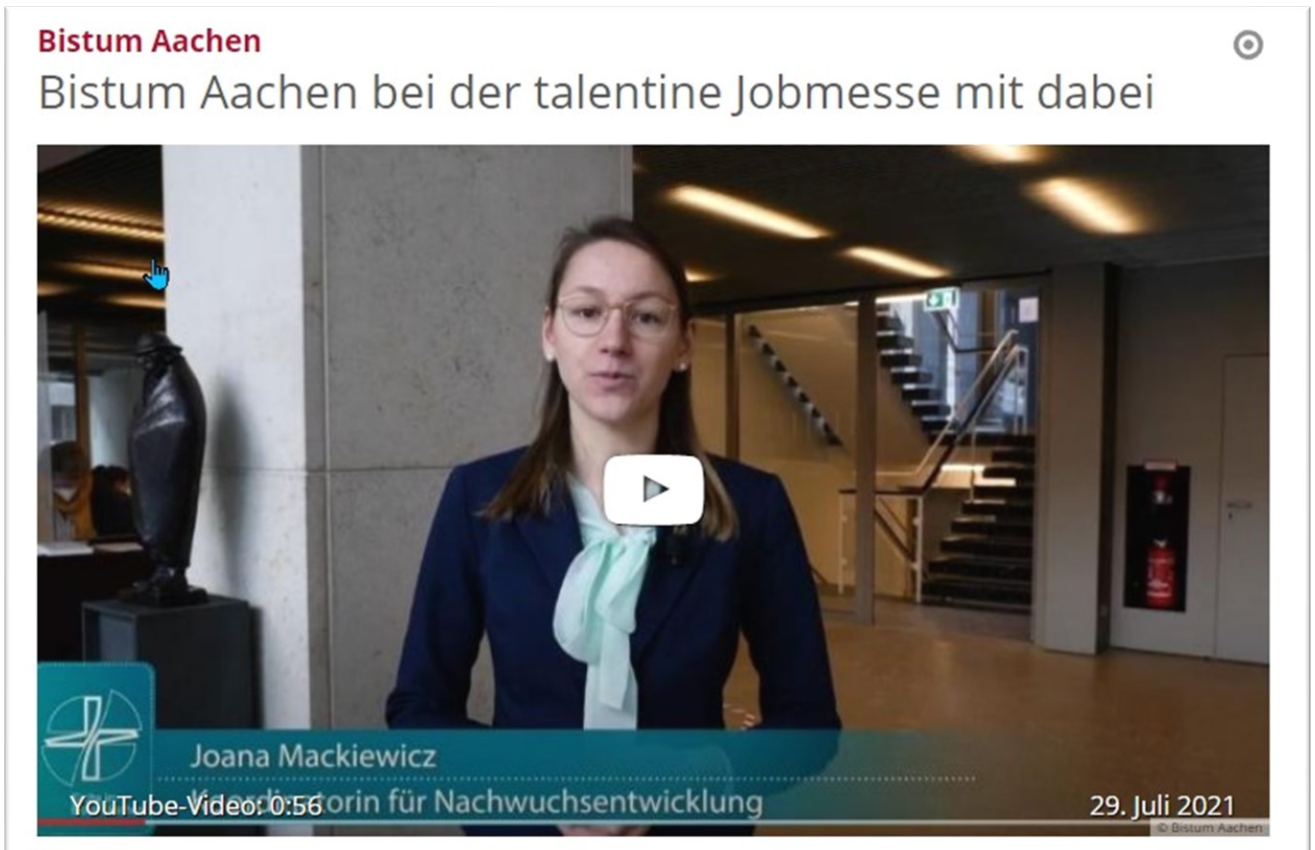 Bistum Aachen
Bistum Aachen bei der talentine Jobmesse mit dabei
Joana Mackiewicz
torin für Nachwuchsentwicklung
YouTube-Video: 0:56
29. Juli 2021
© Bistum Aachen